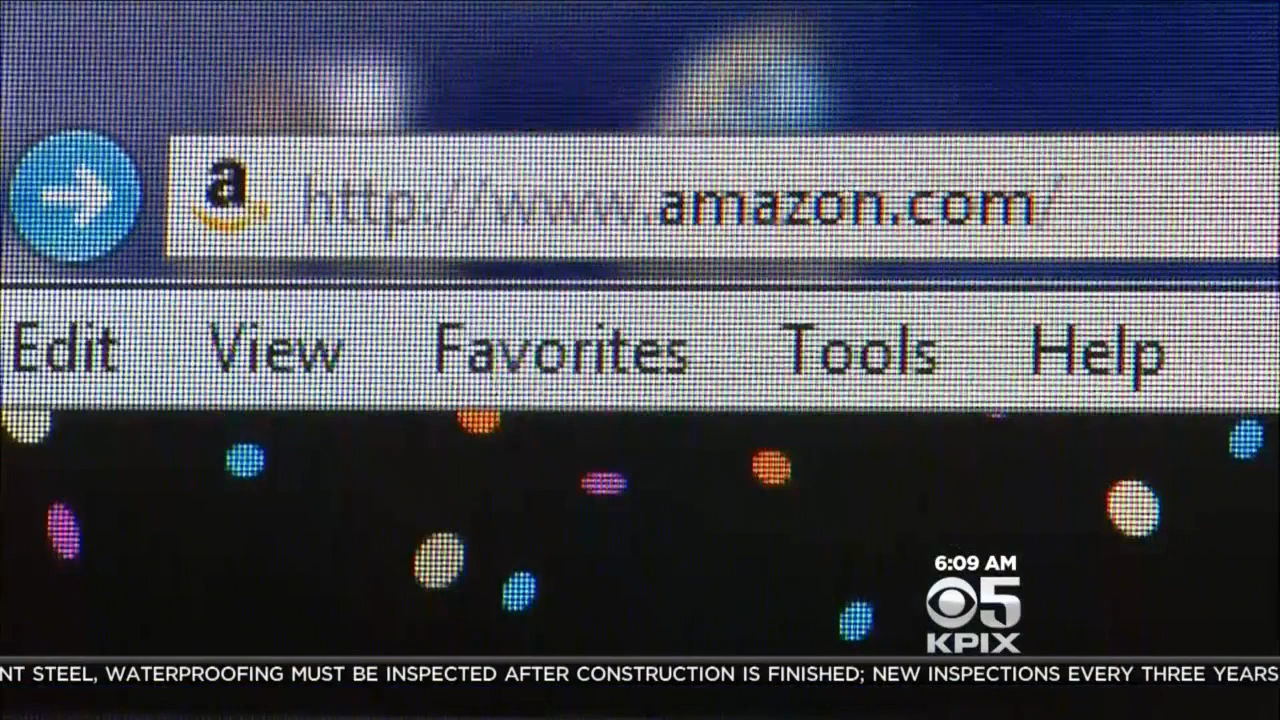 a http://www.amazon.com/
Edit View Favorites Tools Help
6:09 AM
5
KPIX
NT STEEL, WATERPROOFING MUST BE INSPECTED AFTER CONSTRUCTION IS FINISHED; NEW INSPECTIONS EVERY THREE YEARS